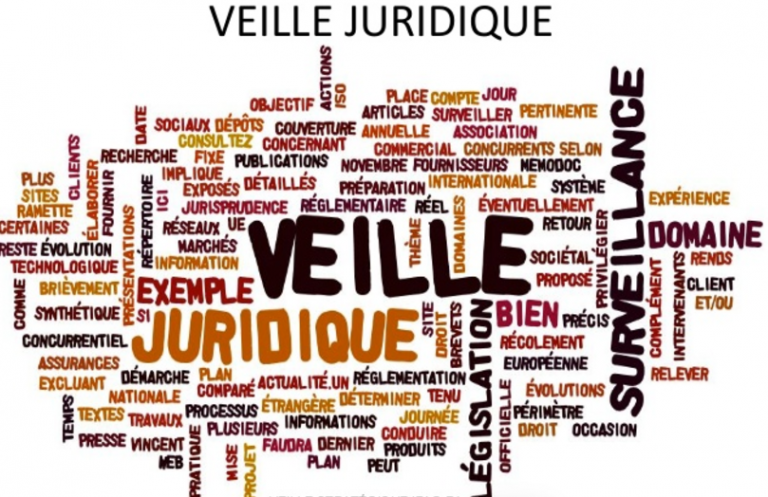 VEILLE JURIDIQUE
ACTIONS
ISO
OBJECTIF
PLACE COMPTE JOUR
DATE
SOCIAUX DÉPÔTS COUVERTURE
ARTICLES SURVEILLER PERTINENTE
CONSULTEZ
ANNUELLE ASSOCIATION
SURVEILLANCE
CLIENTS
RECHERCHE FIXE CONCERNANT
COMMERCIAL CONCURRENTS SELON
IMPLIQUE PUBLICATIONS
NOVEMBRE FOURNISSEURS MEMODOC
PLUS
SITES
RAMETTE
CERTAINES
ÉLABORER
FOURNIR
EXPOSÉS DÉTAILLÉS PRÉPARATION INTERNATIONALE SYSTÈME
RÉPERTOIRE
ICI
JURISPRUDENCE RÉGLEMENTAIRE RÉEL
ÉVENTUELLEMENT
EXPÉRIENCE
RESTE ÉVOLUTION
PRÉSENTATIONS
RÉSEAUX UE
MARCHÉS
VEILLE
THÈME
DOMAINES
RETOUR
PRIVILÉGIER
DOMAINE
TECHNOLOGIQUE
INFORMATION
SOCIÉTAL
PROPOSÉ
RENDS
CLIENT
ET/OU
COMME
BRIÈVEMENT
EXEMPLE
SYNTHÉTIQUE
SI
JURIDIQUE
SITE
DROIT
BREVETS
LÉGISLATION
BIEN PRÉCIS
COMPLÉMENT
INTERVENANTS
CONCURRENTIEL
RÉCOLEMENT
EUROPÉENNE
ASSURANCES
EXCLUANT
DÉMARCHE PLAN
COMPARÉ ACTUALITÉ.UN RÉGLEMENTATION
RELEVER
NATIONALE
ÉTRANGÈRE DÉTERMINER TENU
OFFICIELLE
ÉVOLUTIONS
TEMPS
TEXTES TRAVAUX PROCESSUS
INFORMATIONS JOURNÉE
PÉRIMÈTRE
PRESSE VINCENT
PLUSIEURS
CONDUIRE
DROIT OCCASION
WEB
PRATIQUE
MISE
PROJET
FAUDRA DERNIER PRODUITS
PLAN PEUT